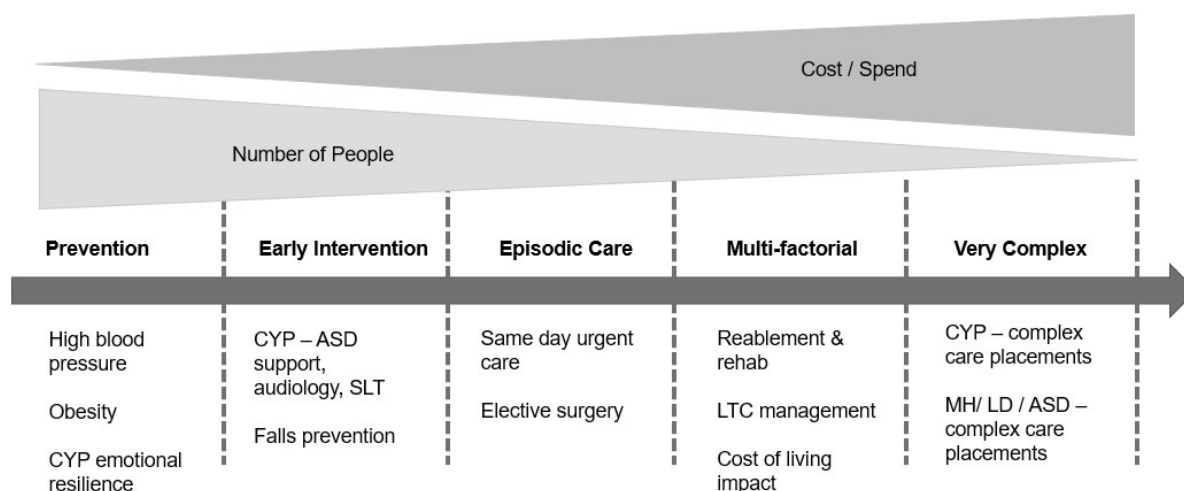 Cost / Spend
Number of People
Prevention
Early Intervention
Episodic Care
Multi-factorial
Very Complex
High blood
pressure
Obesity
CYP emotional
resilience
CYP – ASD
support,
audiology, SLT
Falls prevention
Same day urgent
care
Elective surgery
Reablement &
rehab
LTC management
Cost of living
impact
CYP – complex
care placements
MH/ LD / ASD –
complex care
placements